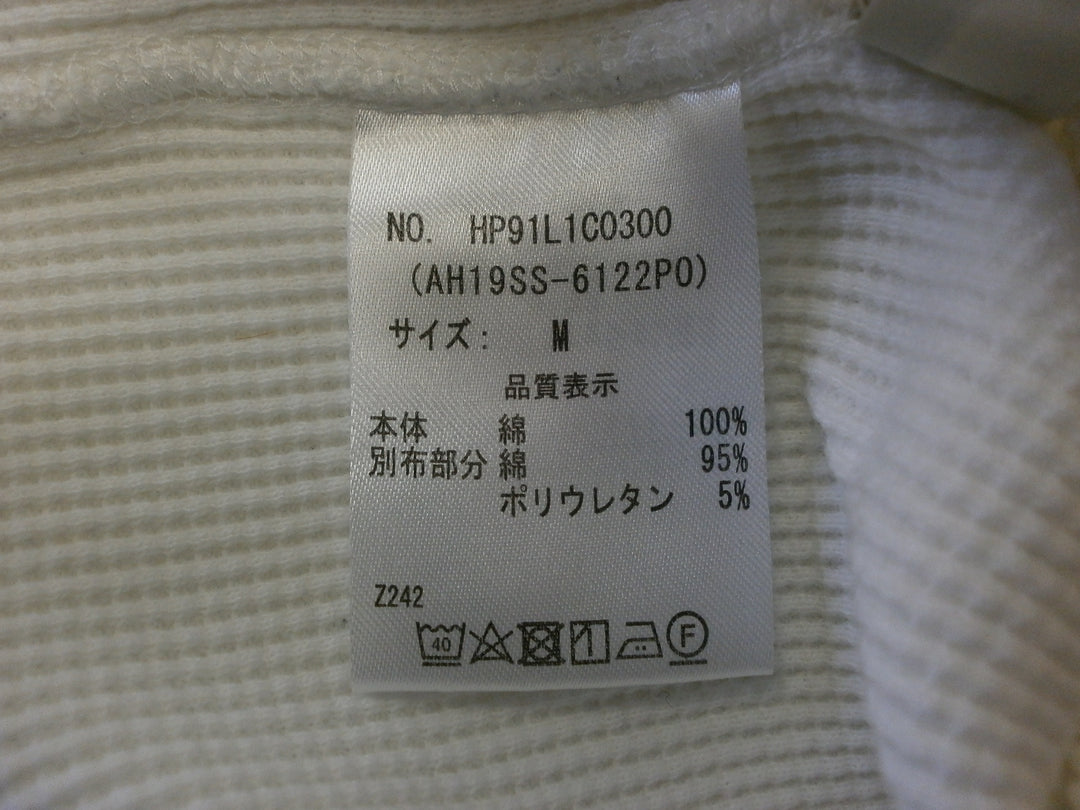 NO. HP91L1C0300
(AH19SS-6122PO)
サイズ: M
品質表示
本体 綿 100%
別布部分 綿 95%
ポリウレタン 5%
Z242
40 F